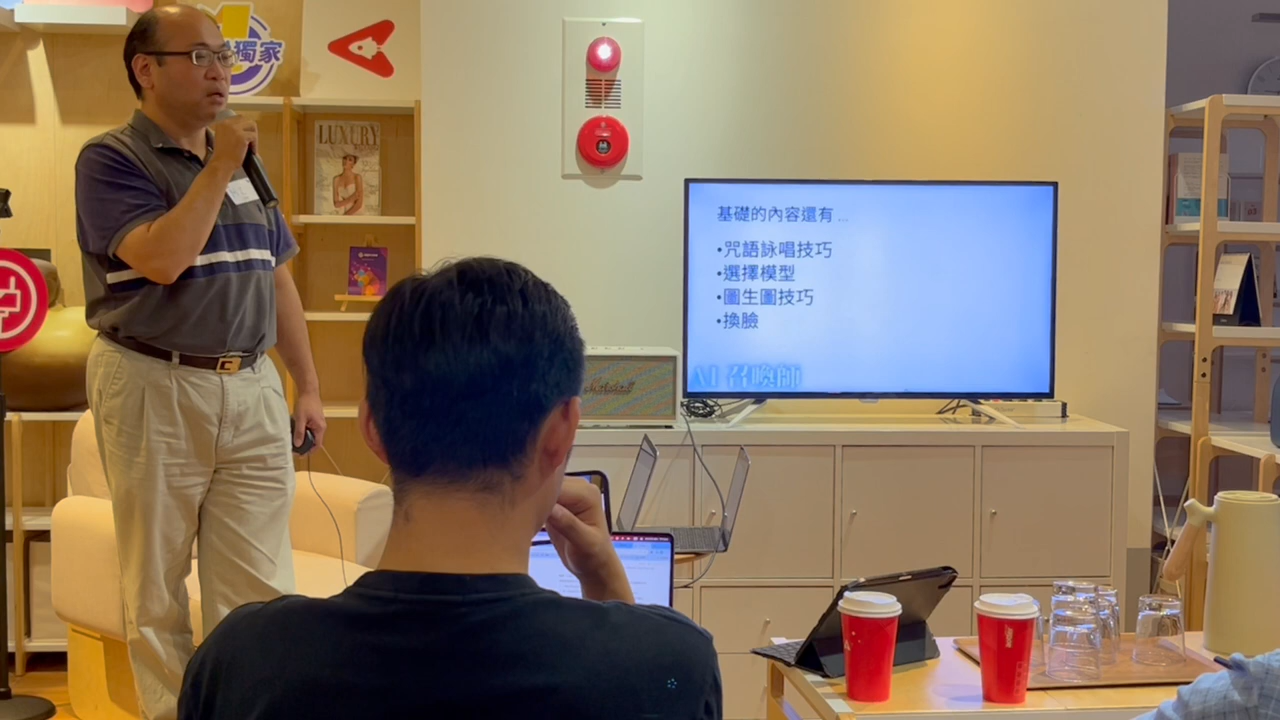 獨家
LUXURY
基礎的內容還有 ...
•咒語詠唱技巧
•選擇模型
•圖生圖技巧
•換臉
AI 召喚師
Marshall